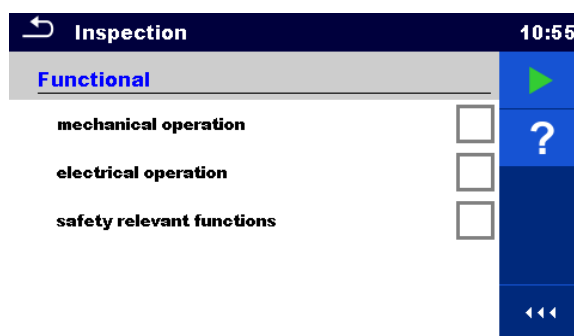 Inspection 10:55
Functional
mechanical operation
?
electrical operation
safety relevant functions